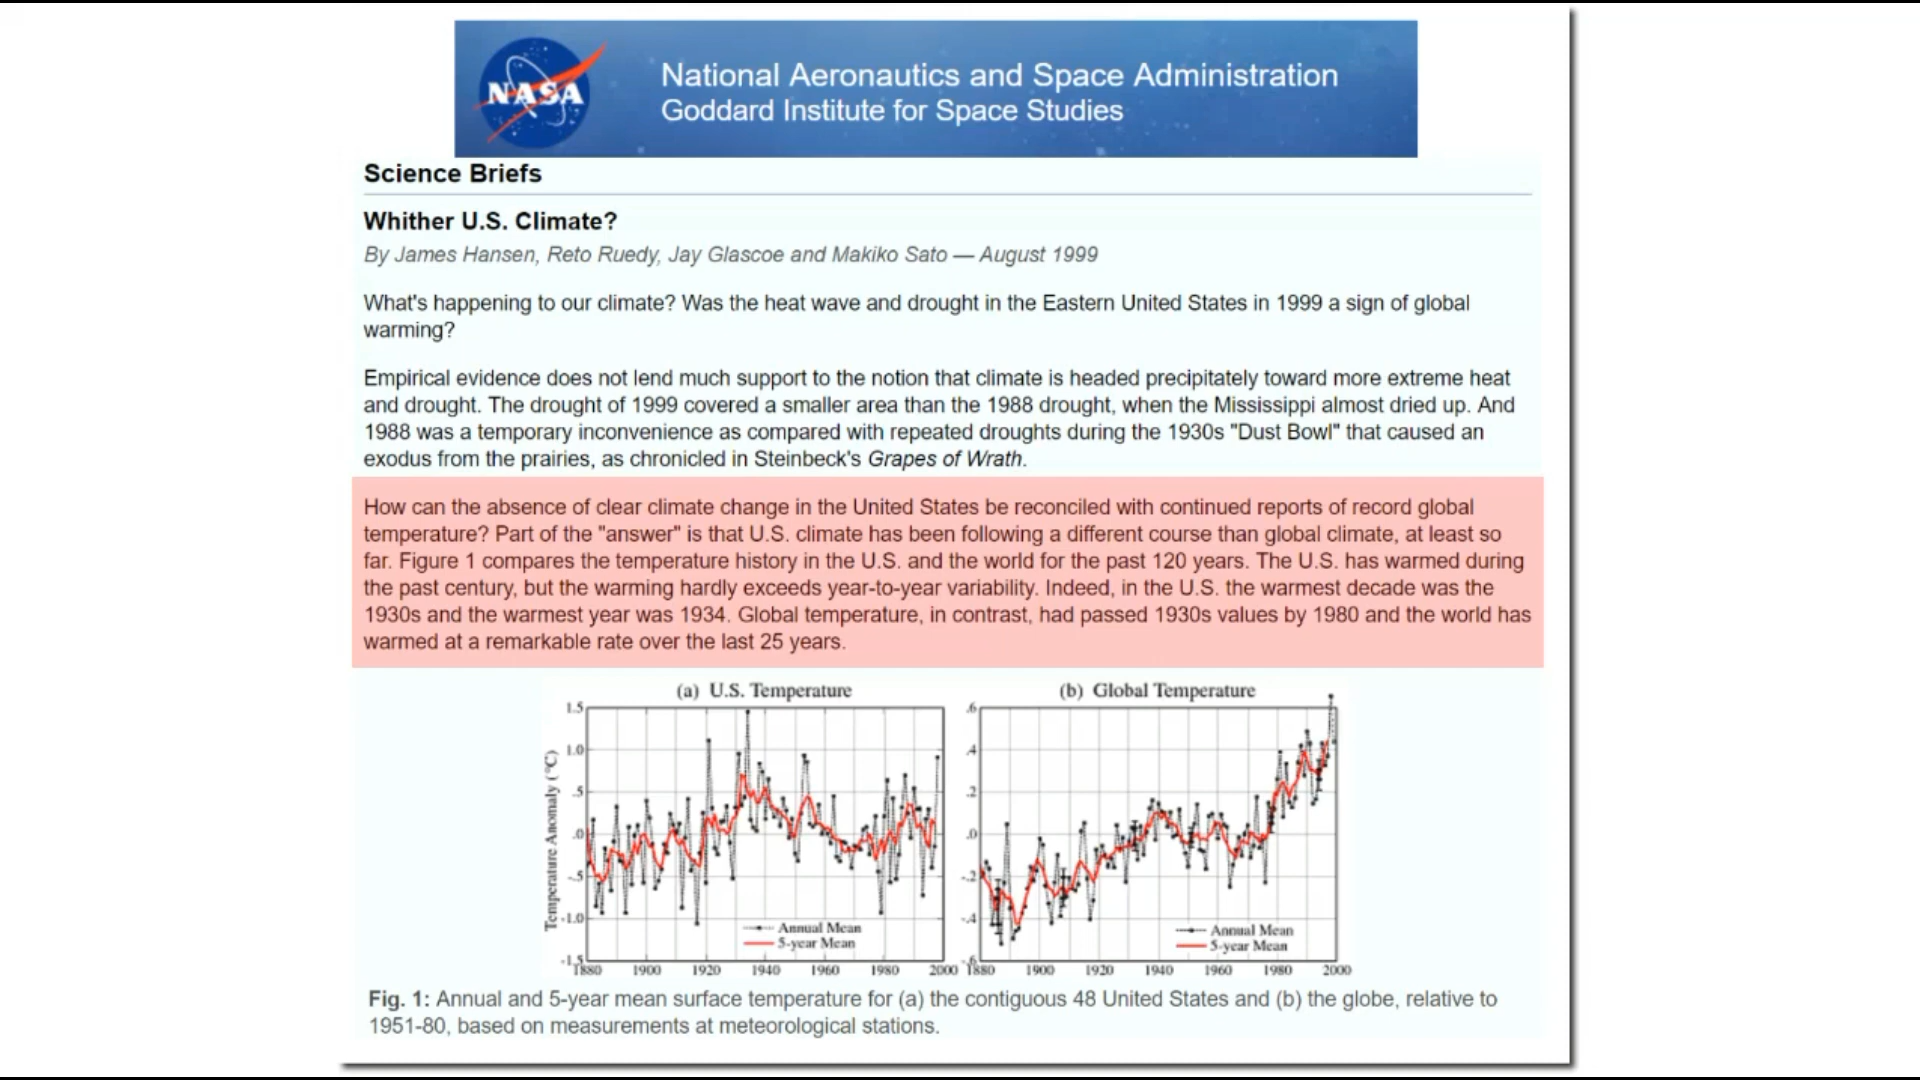 NASA
National Aeronautics and Space Administration
Goddard Institute for Space Studies
Science Briefs
Whither U.S. Climate?
By James Hansen, Reto Ruedy, Jay Glascoe and Makiko Sato — August 1999
What's happening to our climate? Was the heat wave and drought in the Eastern United States in 1999 a sign of global
warming?
Empirical evidence does not lend much support to the notion that climate is headed precipitately toward more extreme heat
and drought. The drought of 1999 covered a smaller area than the 1988 drought, when the Mississippi almost dried up. And
1988 was a temporary inconvenience as compared with repeated droughts during the 1930s "Dust Bowl" that caused an
exodus from the prairies, as chronicled in Steinbeck's Grapes of Wrath.
How can the absence of clear climate change in the United States be reconciled with continued reports of record global
temperature? Part of the "answer" is that U.S. climate has been following a different course than global climate, at least so
far. Figure 1 compares the temperature history in the U.S. and the world for the past 120 years. The U.S. has warmed during
the past century, but the warming hardly exceeds year-to-year variability. Indeed, in the U.S. the warmest decade was the
1930s and the warmest year was 1934. Global temperature, in contrast, had passed 1930s values by 1980 and the world has
warmed at a remarkable rate over the last 25 years.
(a) U.S. Temperature
1.5
1.0
.5
.0
-.5
-1.0
-1.5
Temperature Anomaly (°C)
Annual Mean
5-year Mean
1880 1900 1920 1940 1960 1980 2000
(b) Global Temperature
.6
.4
.2
.0
-.2
-.4
-.6
Annual Mean
5-year Mean
1880 1900 1920 1940 1960 1980 2000
Fig. 1: Annual and 5-year mean surface temperature for (a) the contiguous 48 United States and (b) the globe, relative to
1951-80, based on measurements at meteorological stations.